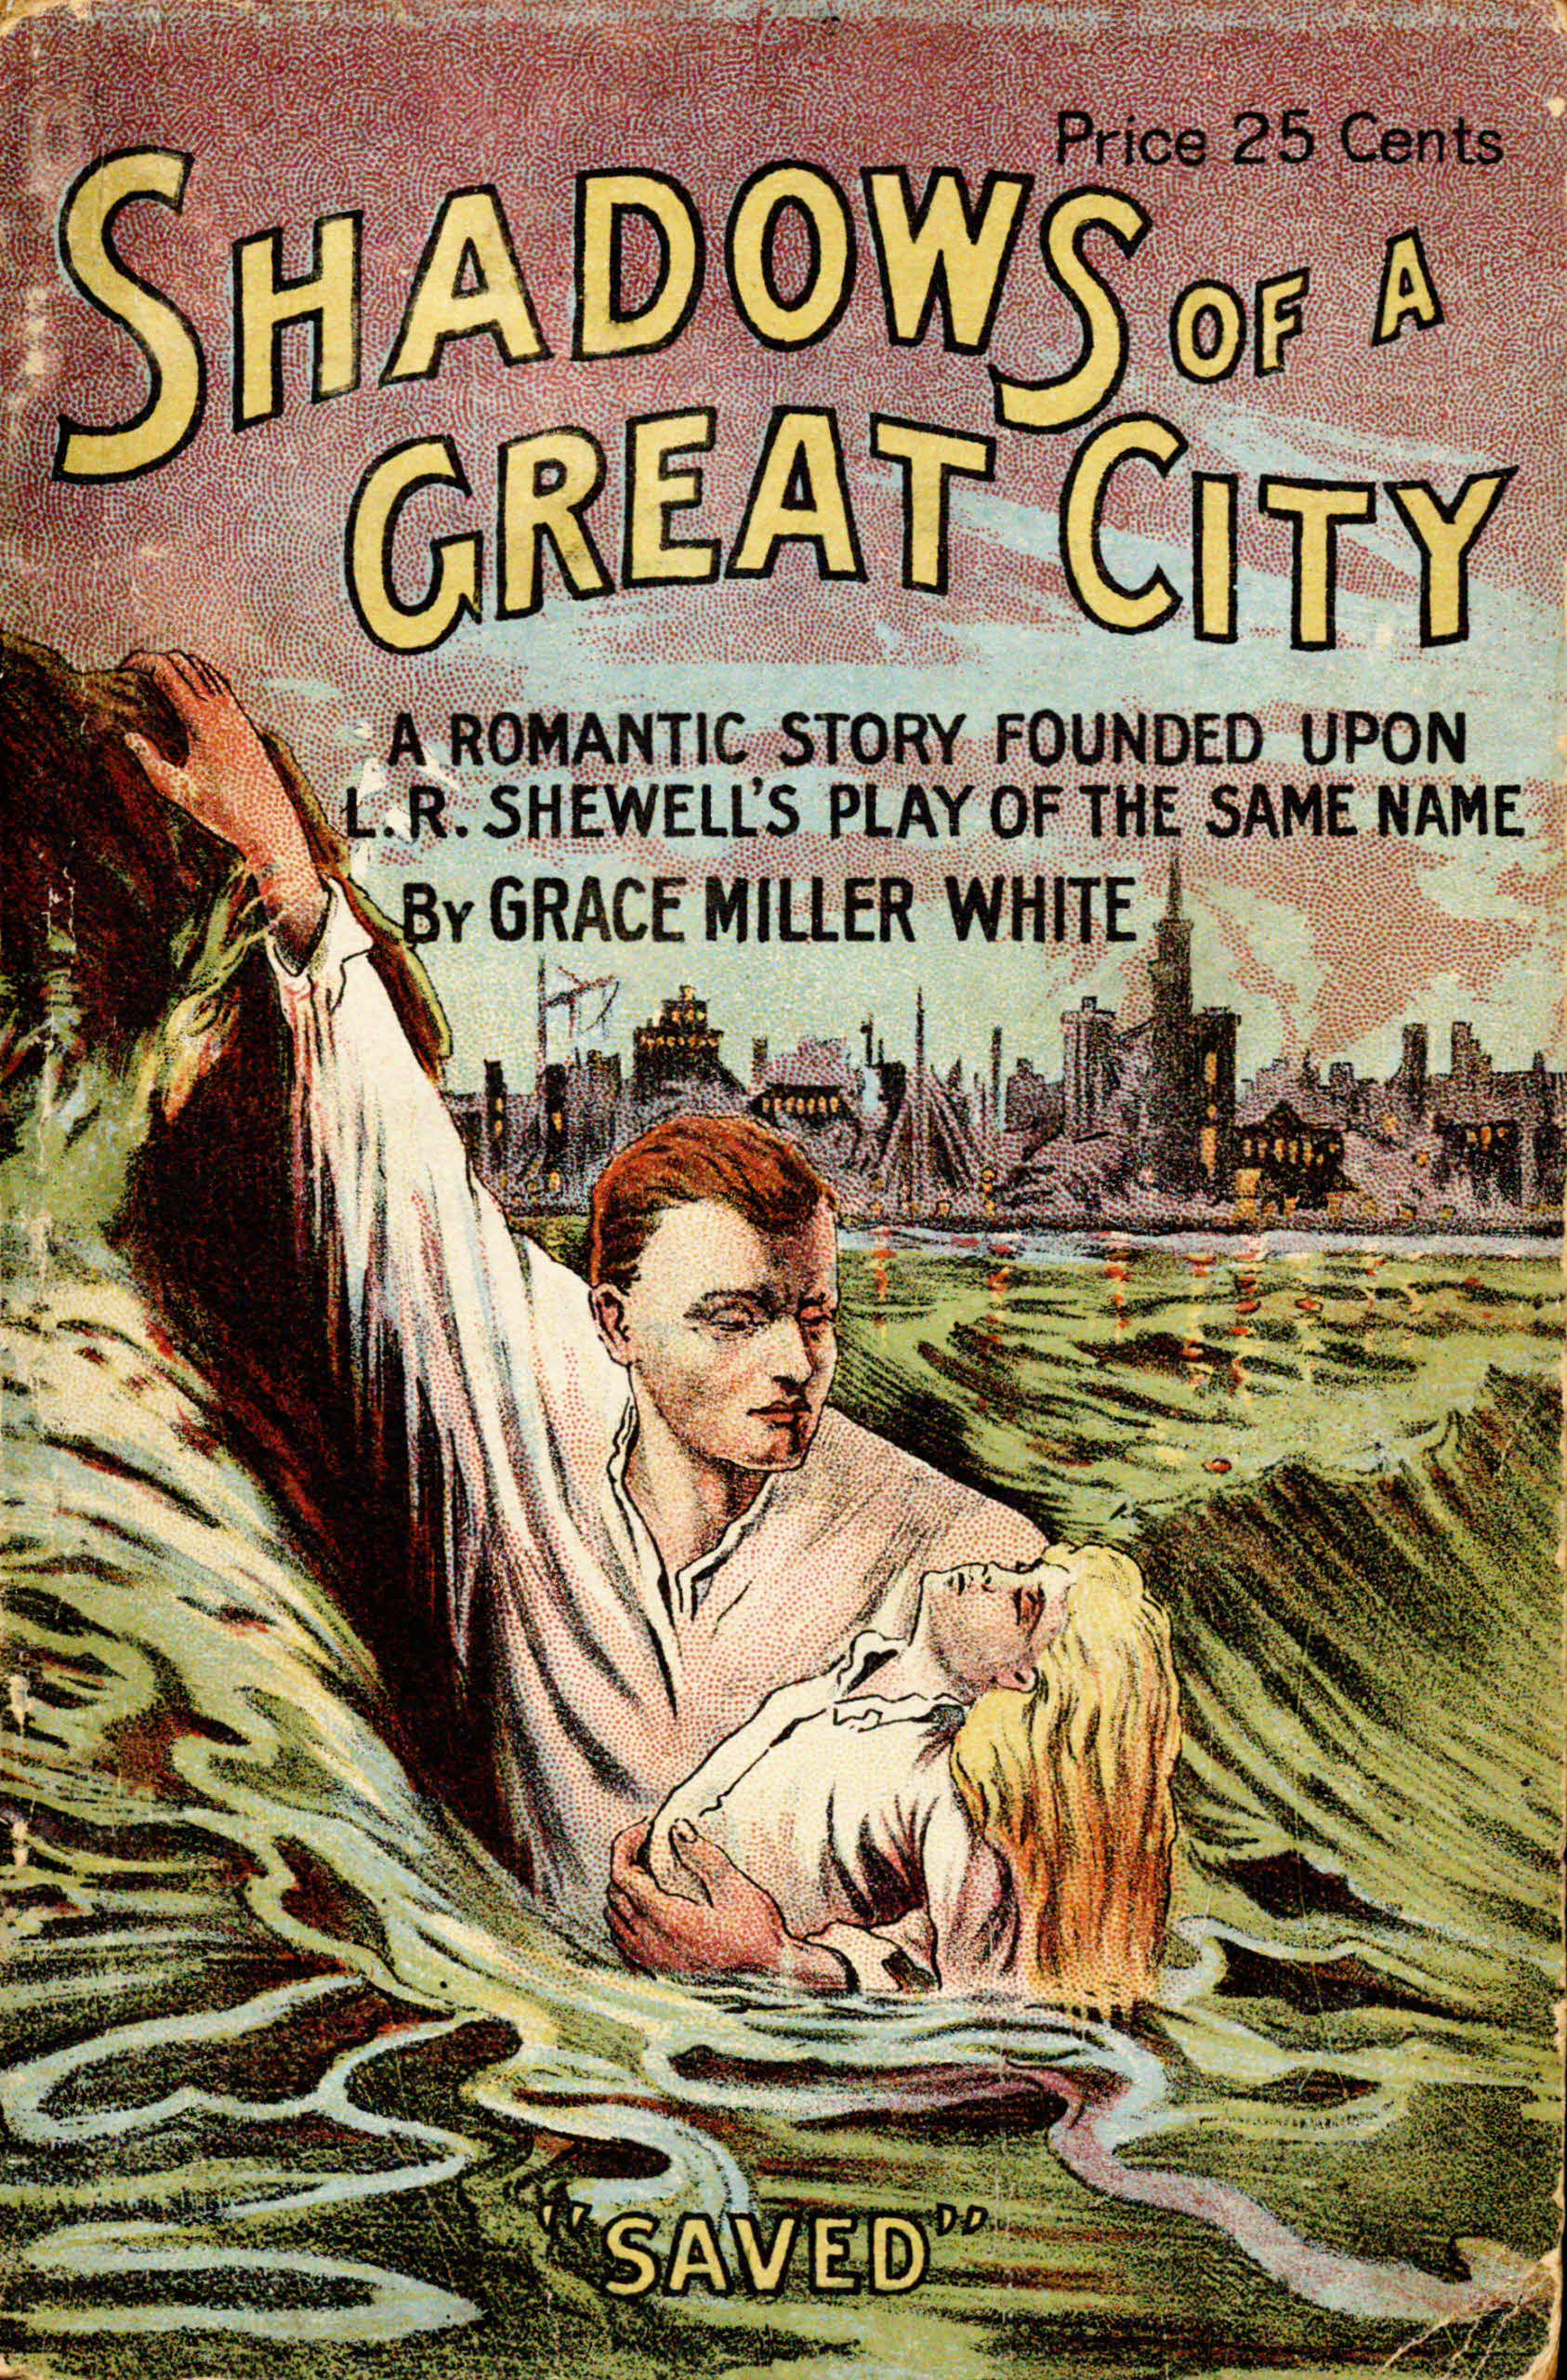 Price 25 Cents
SHADOWS OF A
GREAT CITY
A ROMANTIC STORY FOUNDED UPON
L.R. SHEWELL'S PLAY OF THE SAME NAME
By GRACE MILLER WHITE
"SAVED"